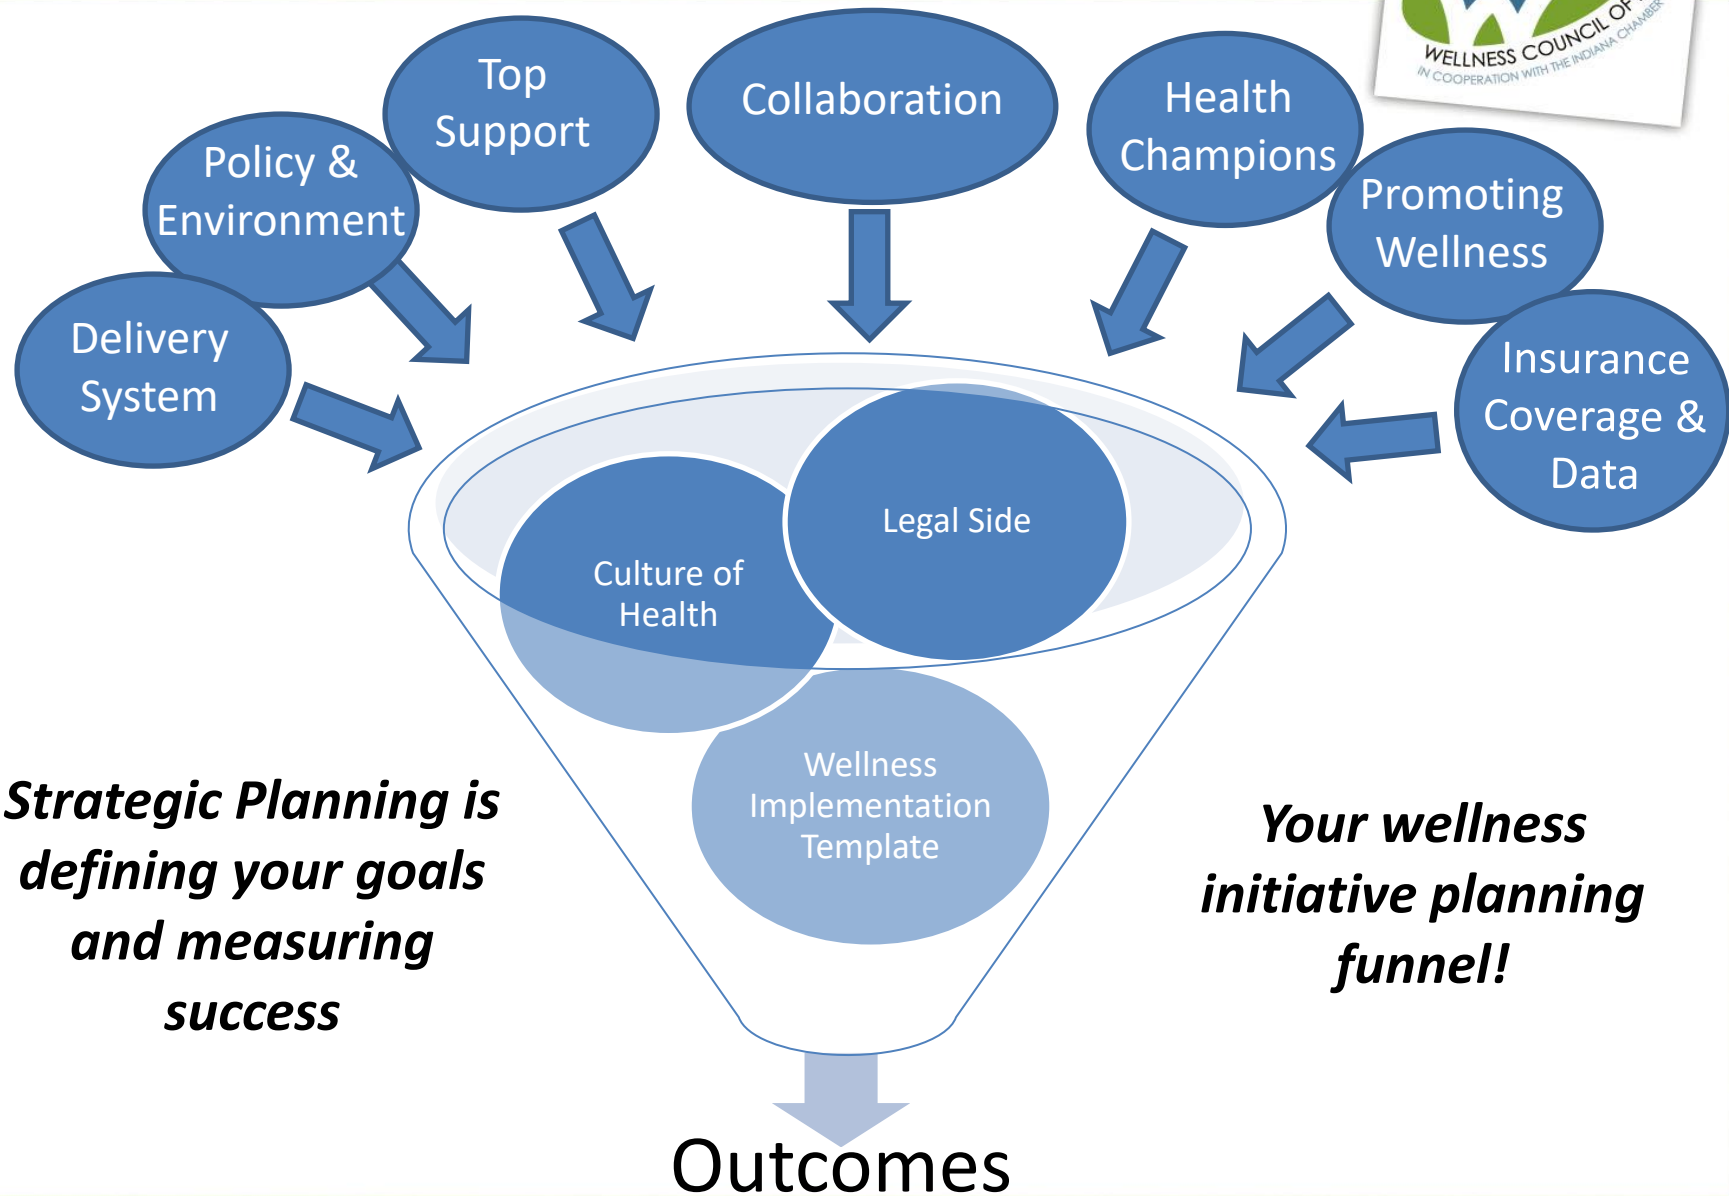 WELLNESS COUNCIL OF
IN COOPERATION WITH THE INDIANA CHAMBER
Top
Support
Collaboration
Health
Champions
Policy &
Environment
Promoting
Wellness
Delivery
System
Insurance
Coverage &
Data
Legal Side
Culture of
Health
Wellness
Implementation
Template
Strategic Planning is
defining your goals
and measuring
success
Your wellness
initiative planning
funnel!
Outcomes